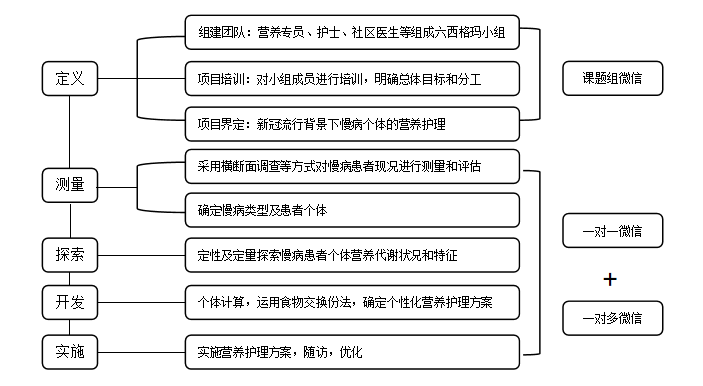 组建团队：营养专员、护士、社区医生等组成六西格玛小组
定义
项目培训：对小组成员进行培训，明确总体目标和分工
课题组微信
项目界定：新冠流行背景下慢病个体的营养护理
采用横断面调查等方式对慢病患者现况进行测量和评估
测量
确定慢病类型及患者个体
一对一微信
探索
定性及定量探索慢病患者个体营养代谢状况和特征
+
开发
个体计算，运用食物交换份法，确定个性化营养护理方案
一对多微信
实施
实施营养护理方案，随访，优化